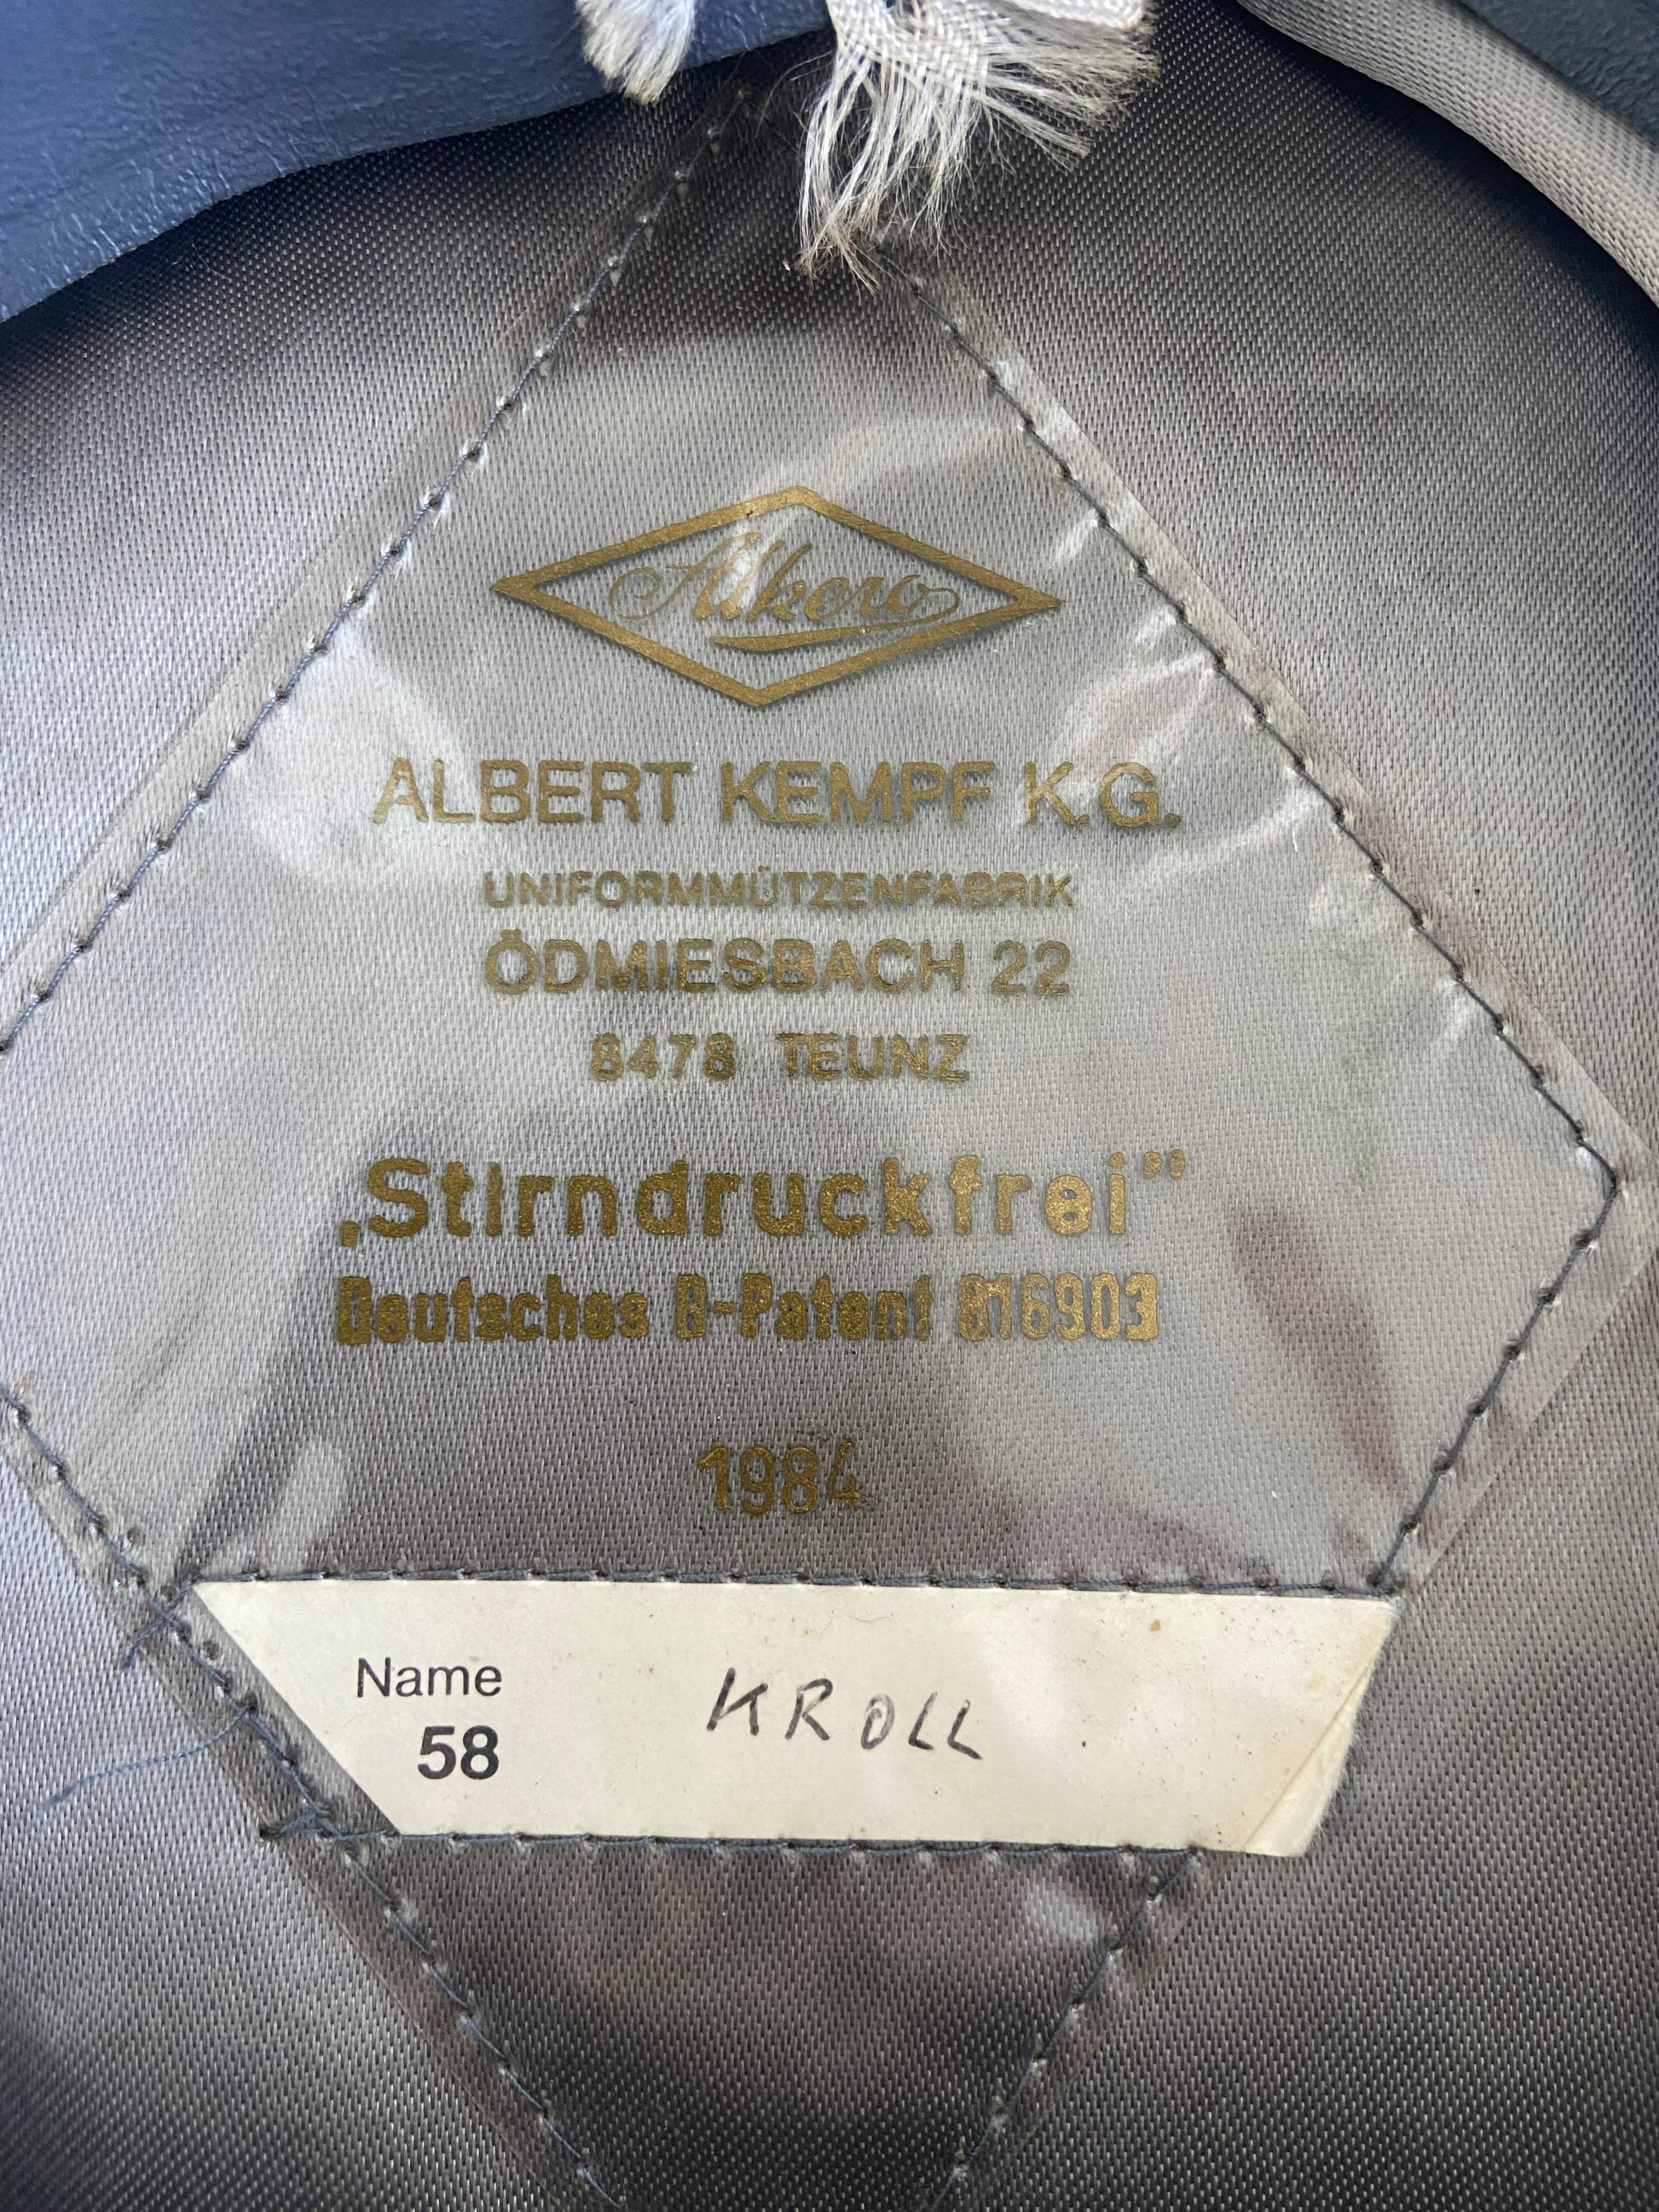 Alkero
ALBERT KEMPF K.G.
UNIFORMMÜTZENFABRIK
ÖDMIESBACH 22
8478 TEUNZ
„Stirndruckfrei"
Deutsches B-Patent 816903
1984
Name
58
KROLL